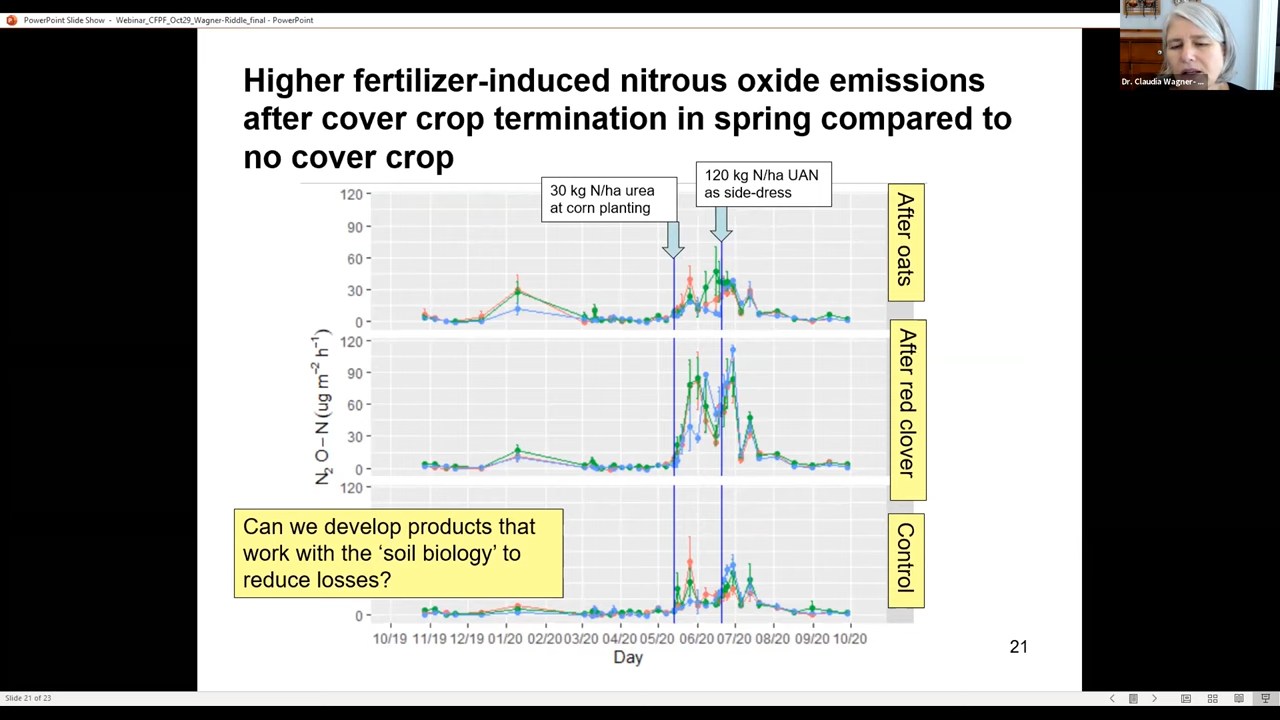 PowerPoint Slide Show - Webinar_CFPF_Oct29_Wagner-Riddle_final - PowerPoint
Dr. Claudia Wagner- ...
Higher fertilizer-induced nitrous oxide emissions
after cover crop termination in spring compared to
no cover crop
30 kg N/ha urea
at corn planting
120 kg N/ha UAN
as side-dress
120
90
60
30
0
After oats
N2O–N (ug m−2 h−1)
120
90
60
30
0
After red clover
120
0
Control
Can we develop products that
work with the ‘soil biology’ to
reduce losses?
10/19 11/19 12/19 01/20 02/20 03/20 04/20 05/20 06/20 07/20 08/20 09/20 10/20
Day
21
Slide 21 of 23